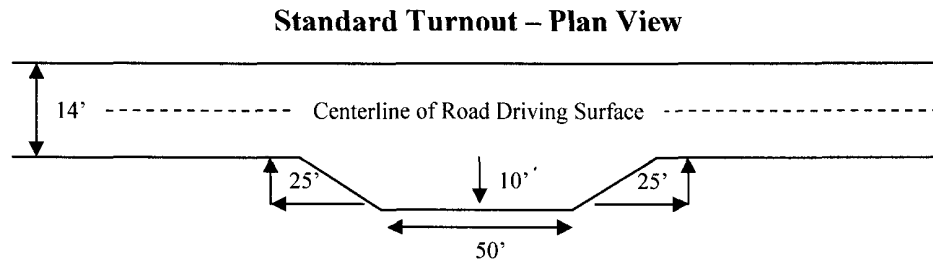 Standard Turnout – Plan View
14'
Centerline of Road Driving Surface
25'
10'
25'
50'